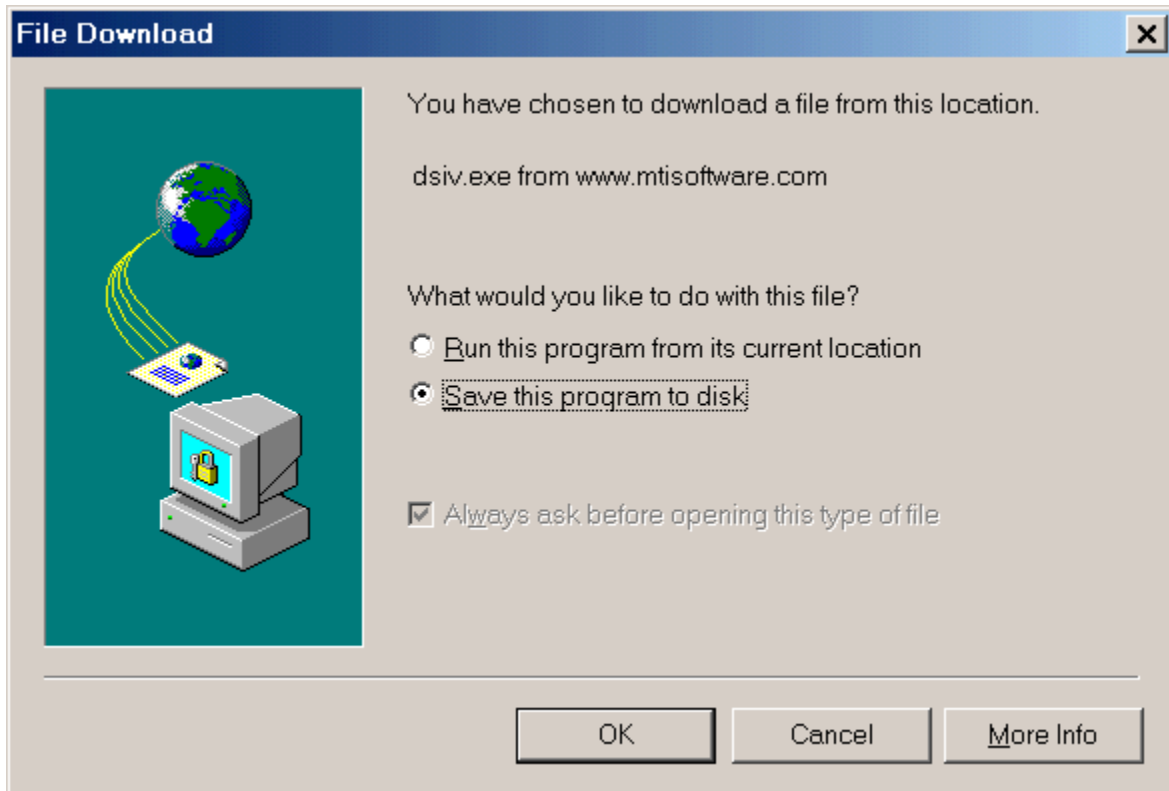 File Download
You have chosen to download a file from this location.
dsiv.exe from www.mtisoftware.com
What would you like to do with this file?
Run this program from its current location
Save this program to disk
Always ask before opening this type of file
OK
Cancel
More Info